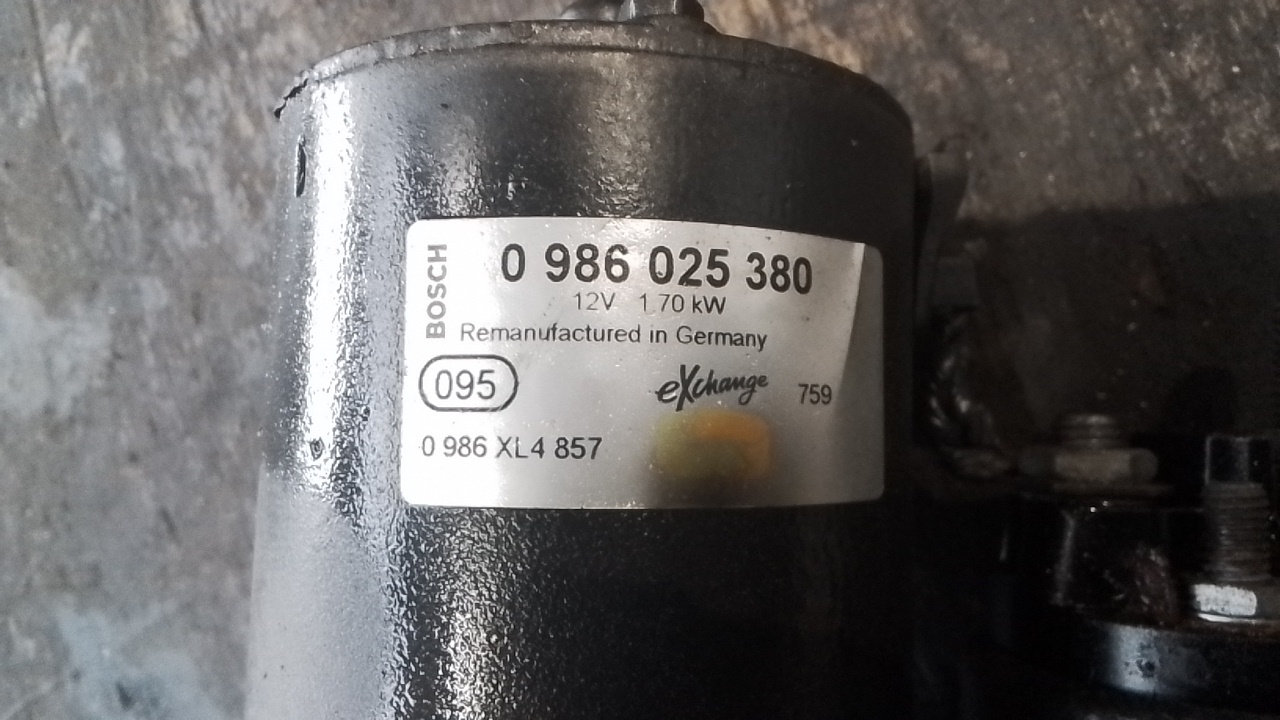 BOSCH
0 986 025 380
12V 1.70 kW
Remanufactured in Germany
095
eXchange
759
0 986 XL4 857